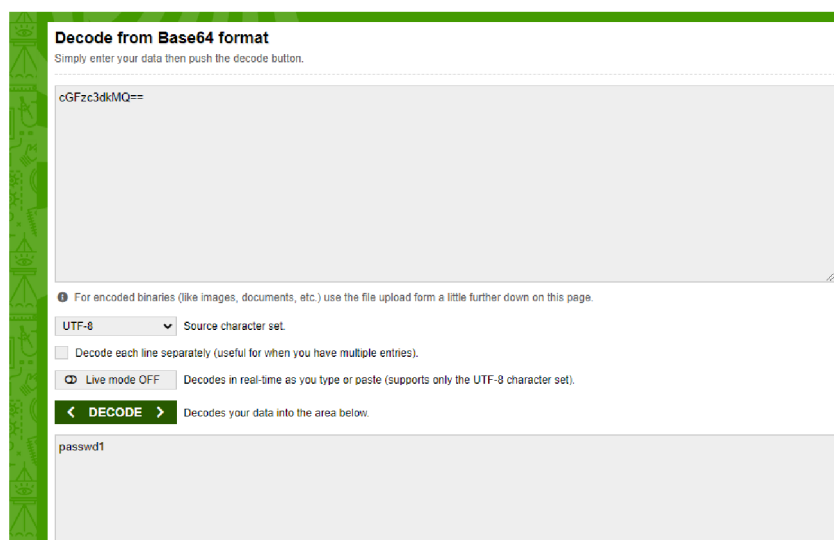 Decode from Base64 format
Simply enter your data then push the decode button.
cGFzc3dkMQ==
For encoded binaries (like images, documents, etc.) use the file upload form a little further down on this page.
UTF-8 Source character set.
Decode each line separately (useful for when you have multiple entries).
Live mode OFF Decodes in real-time as you type or paste (supports only the UTF-8 character set).
< DECODE > Decodes your data into the area below.
passwd1